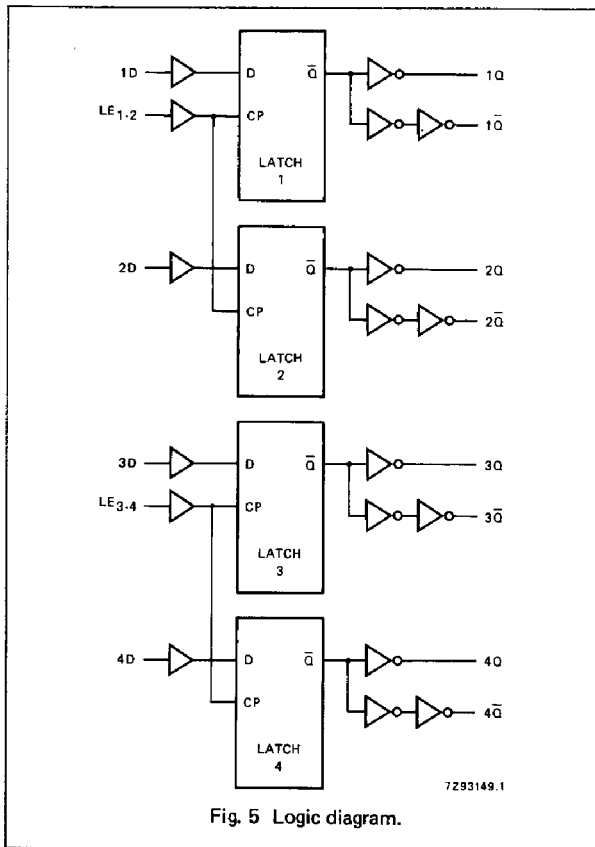 1D D Q̅ 1Q
LE1-2 CP 1Q̅
LATCH
1
2D D Q̅ 2Q
CP 2Q̅
LATCH
2
3D D Q̅ 3Q
LE3-4 CP 3Q̅
LATCH
3
4D D Q̅ 4Q
CP 4Q̅
LATCH
4
7Z93149.1
Fig. 5 Logic diagram.